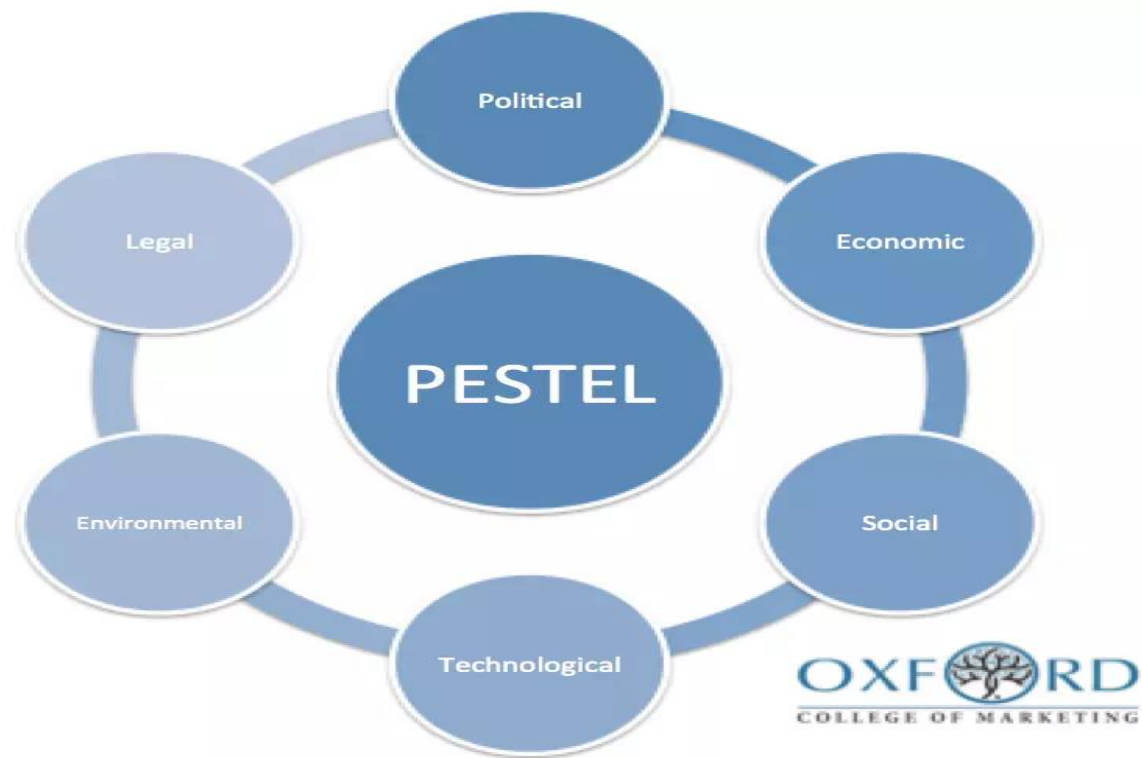 Political
Economic
Social
Technological
Environmental
Legal
PESTEL
OXFORD
COLLEGE OF MARKETING